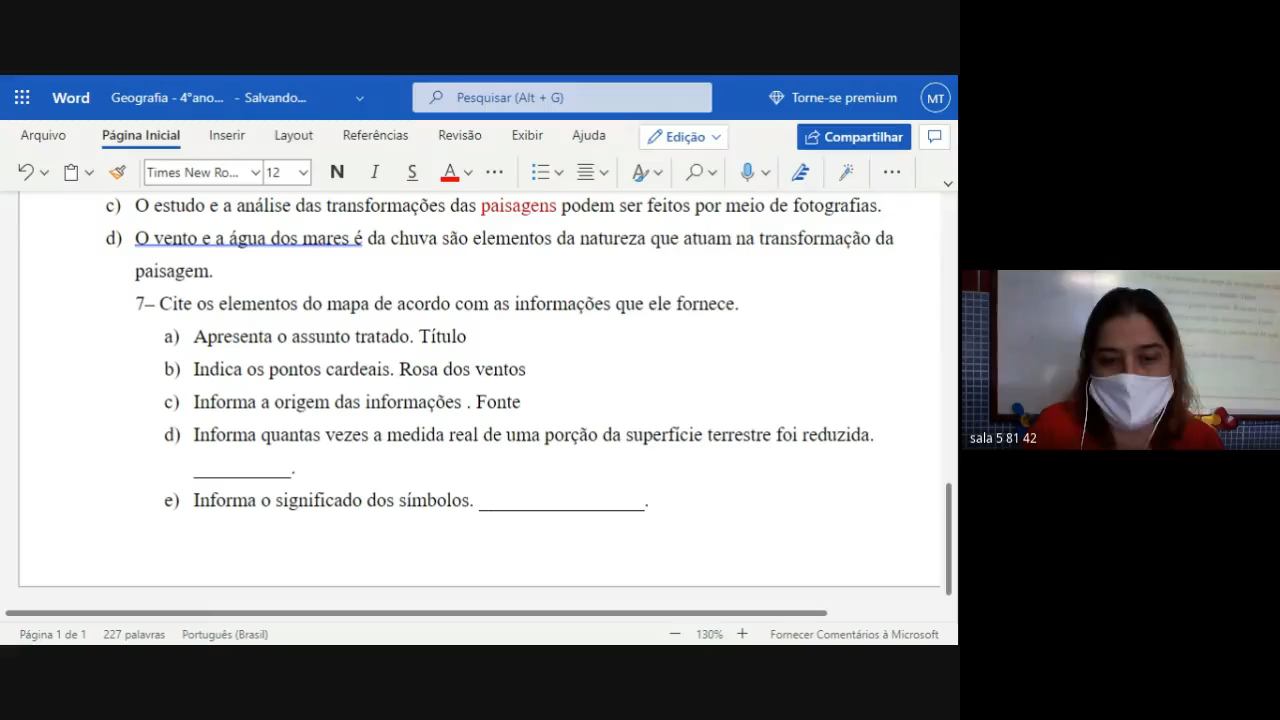 Word Geografia - 4°ano... - Salvando... Pesquisar (Alt + G) Torne-se premium MT
Arquivo Página Inicial Inserir Layout Referências Revisão Exibir Ajuda Edição Compartilhar
Times New Ro... 12 N I S A
c) O estudo e a análise das transformações das paisagens podem ser feitos por meio de fotografias.
d) O vento e a água dos mares é da chuva são elementos da natureza que atuam na transformação da
paisagem.
7– Cite os elementos do mapa de acordo com as informações que ele fornece.
a) Apresenta o assunto tratado. Título
b) Indica os pontos cardeais. Rosa dos ventos
c) Informa a origem das informações . Fonte
d) Informa quantas vezes a medida real de uma porção da superfície terrestre foi reduzida.
__________.
e) Informa o significado dos símbolos. _________________.
Página 1 de 1 227 palavras Português (Brasil) 130% Fornecer Comentários à Microsoft
sala 5 81 42